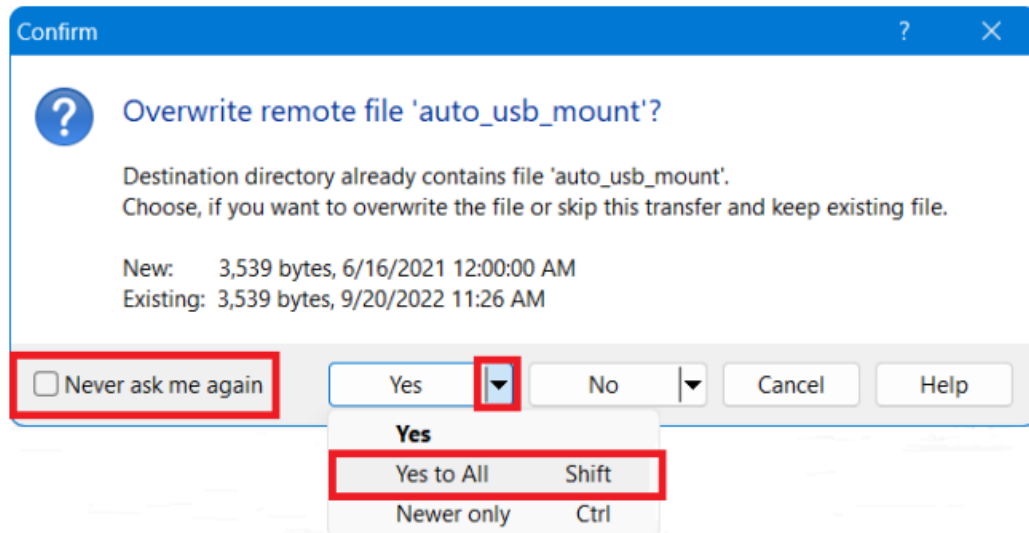 Confirm
?
Overwrite remote file 'auto_usb_mount'?
Destination directory already contains file 'auto_usb_mount'.
Choose, if you want to overwrite the file or skip this transfer and keep existing file.
New: 3,539 bytes, 6/16/2021 12:00:00 AM
Existing: 3,539 bytes, 9/20/2022 11:26 AM
Never ask me again Yes No Cancel Help
Yes
Yes to All Shift
Newer only Ctrl